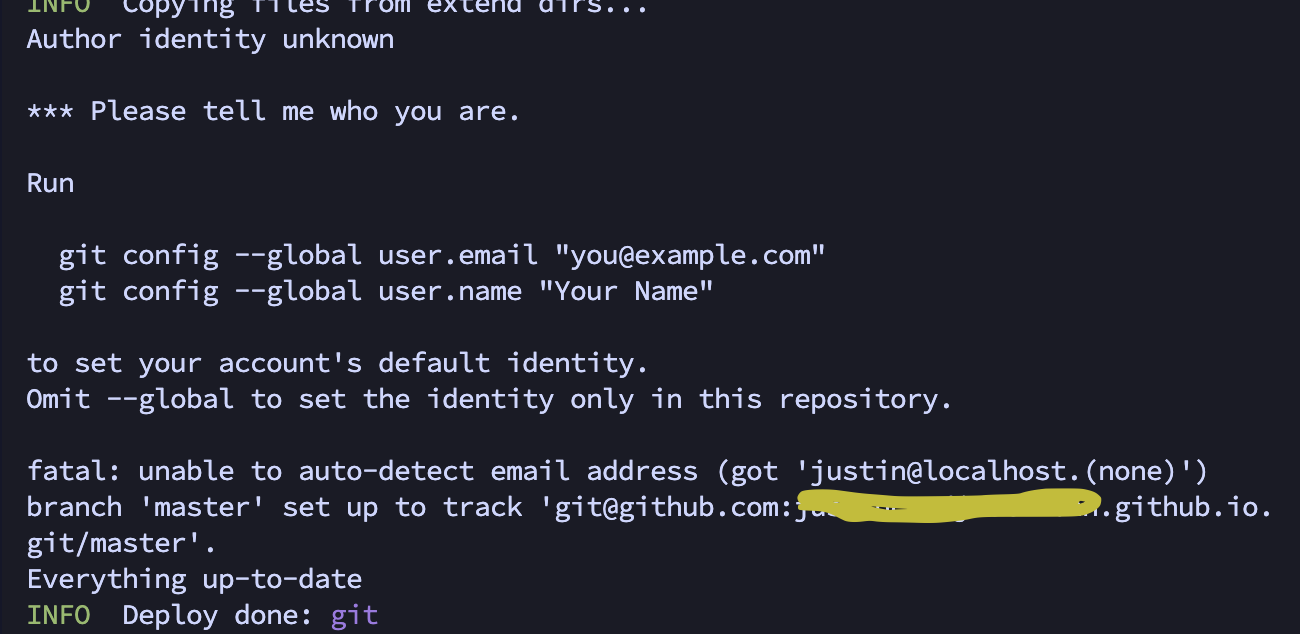 INFO  Copying files from extend dirs...
Author identity unknown

*** Please tell me who you are.

Run

  git config --global user.email "you@example.com"
  git config --global user.name "Your Name"

to set your account's default identity.
Omit --global to set the identity only in this repository.

fatal: unable to auto-detect email address (got 'justin@localhost.(none)')
branch 'master' set up to track 'git@github.com: .github.io.
git/master'.
Everything up-to-date
INFO  Deploy done: git